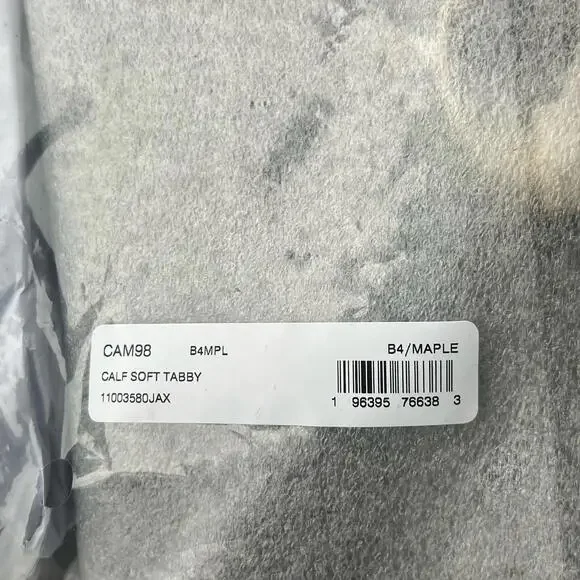 CAM98 B4MPL B4/MAPLE
CALF SOFT TABBY
11003580JAX
1 96395 76638 3